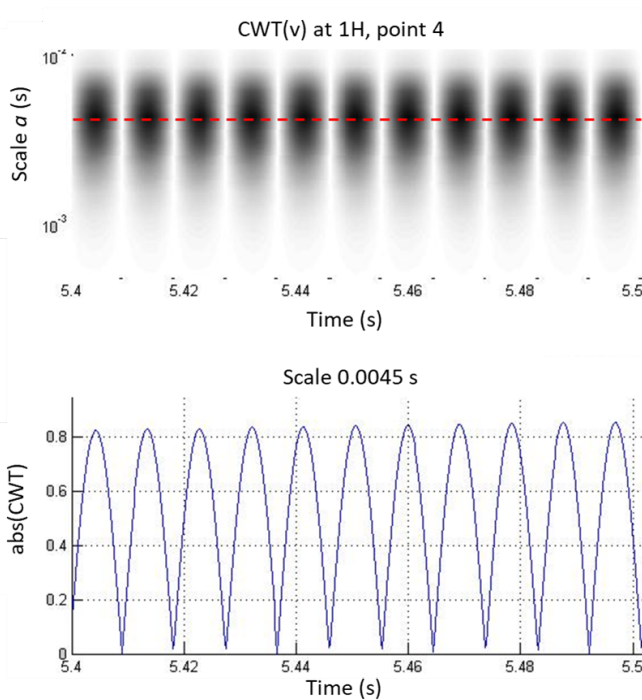 CWT(v) at 1H, point 4
10⁻²
Scale a (s)
10⁻³
5.4 5.42 5.44 5.46 5.48 5.5
Time (s)
Scale 0.0045 s
0.8
0.6
abs(CWT)
0.4
0.2
0
5.4 5.42 5.44 5.46 5.48 5.5
Time (s)